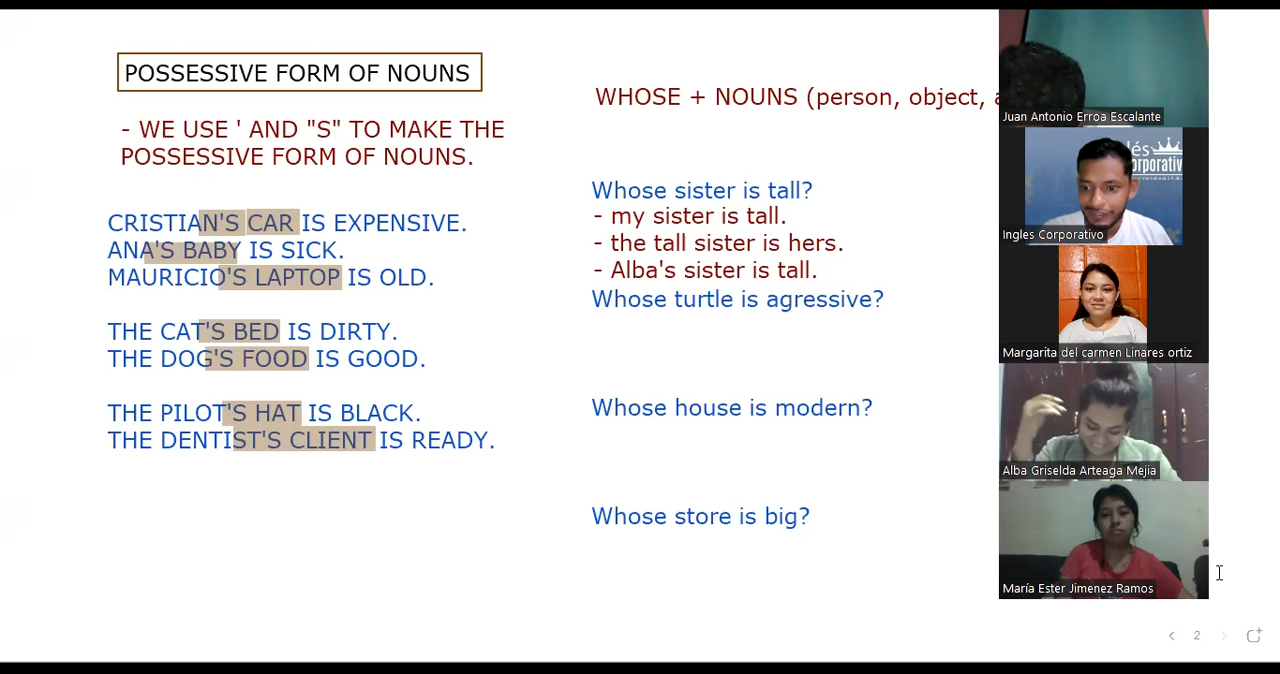 POSSESSIVE FORM OF NOUNS
- WE USE ' AND "S" TO MAKE THE
POSSESSIVE FORM OF NOUNS.
CRISTIAN'S CAR IS EXPENSIVE.
ANA'S BABY IS SICK.
MAURICIO'S LAPTOP IS OLD.
THE CAT'S BED IS DIRTY.
THE DOG'S FOOD IS GOOD.
THE PILOT'S HAT IS BLACK.
THE DENTIST'S CLIENT IS READY.
WHOSE + NOUNS (person, object,
Whose sister is tall?
- my sister is tall.
- the tall sister is hers.
- Alba's sister is tall.
Whose turtle is agressive?
Whose house is modern?
Whose store is big?
Juan Antonio Erroa Escalante
Ingles Corporativo
Margarita del carmen Linares ortiz
Alba Griselda Arteaga Mejia
María Ester Jimenez Ramos
2